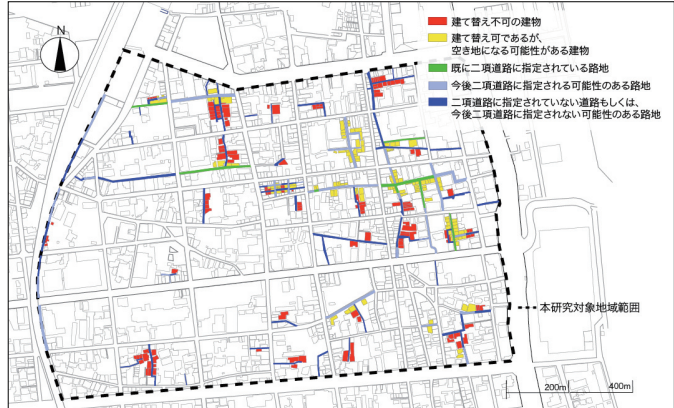 N
建て替え不可の建物
建て替え可であるが、
空き地になる可能性がある建物
既に二項道路に指定されている路地
今後二項道路に指定される可能性のある路地
二項道路に指定されていない道路もしくは、
今後二項道路に指定されない可能性のある路地
本研究対象地域範囲
200m
400m